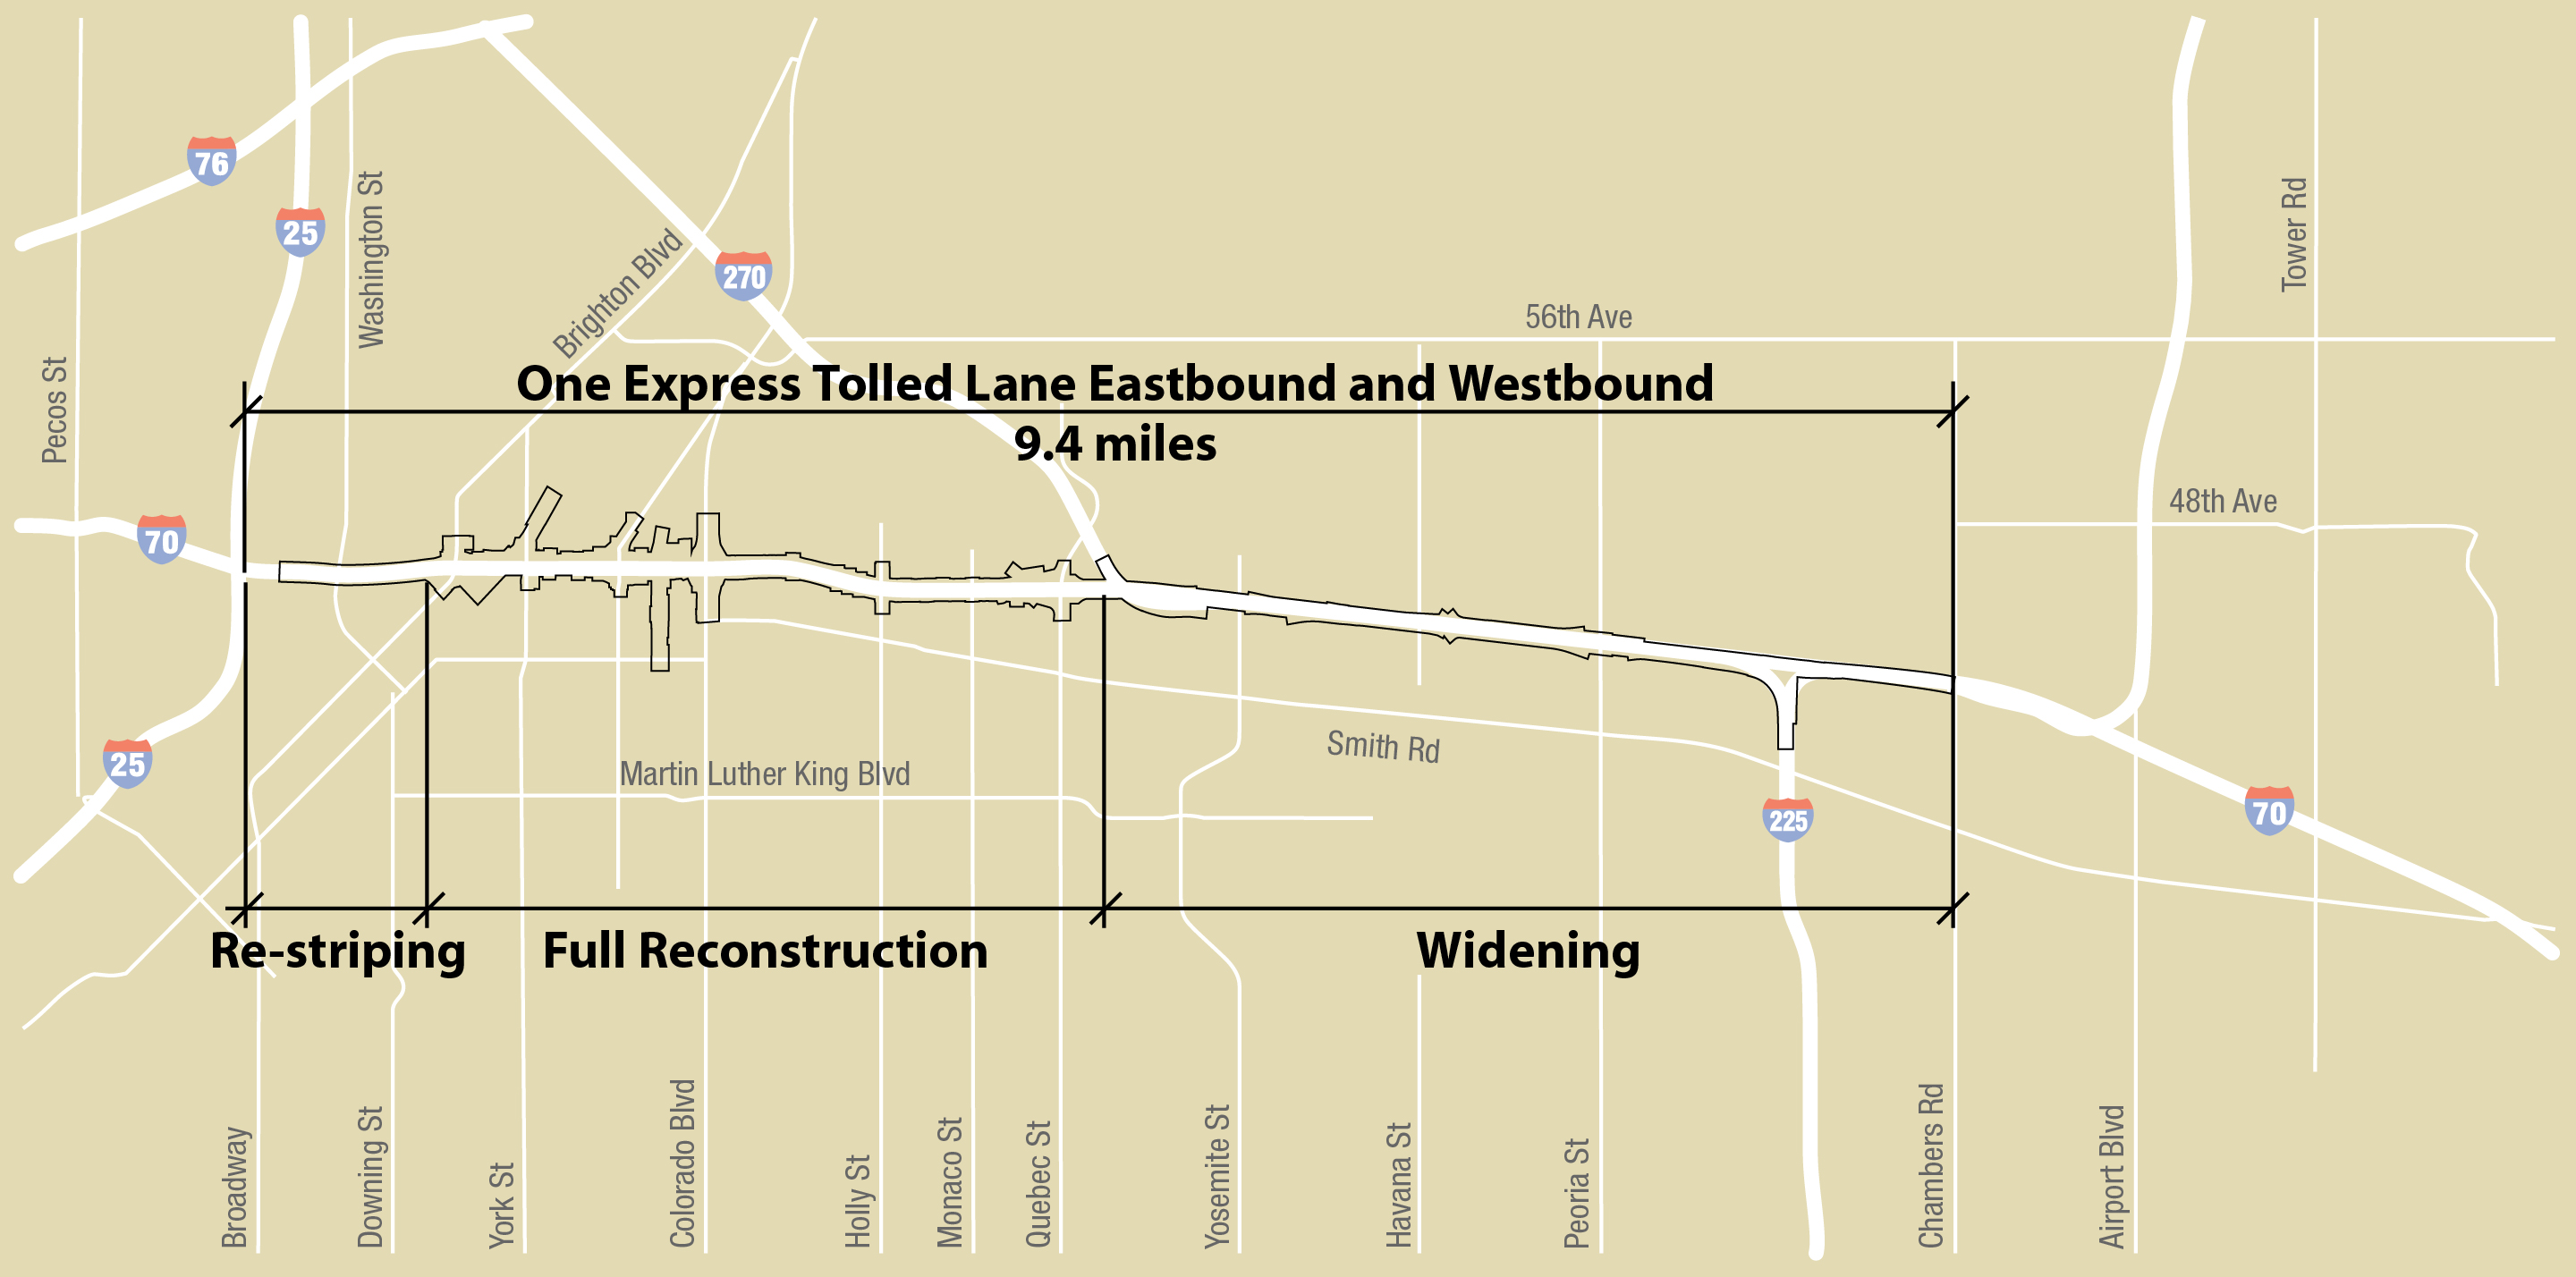 76
25
Washington St
Brighton Blvd
270
Tower Rd
56th Ave
Pecos St
One Express Tolled Lane Eastbound and Westbound
9.4 miles
48th Ave
70
Smith Rd
25
Martin Luther King Blvd
225
70
Re-striping
Full Reconstruction
Widening
Broadway
Downing St
York St
Colorado Blvd
Holly St
Monaco St
Quebec St
Yosemite St
Havana St
Peoria St
Chambers Rd
Airport Blvd